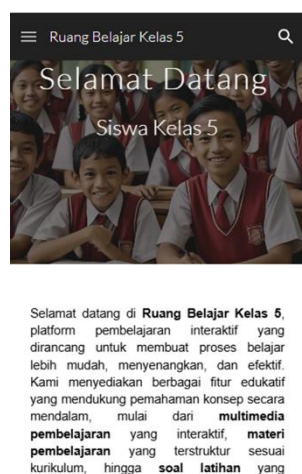 Ruang Belajar Kelas 5
Selamat Datang
Siswa Kelas 5
Selamat datang di Ruang Belajar Kelas 5,
platform pembelajaran interaktif yang
dirancang untuk membuat proses belajar
lebih mudah, menyenangkan, dan efektif.
Kami menyediakan berbagai fitur edukatif
yang mendukung pemahaman konsep secara
mendalam, mulai dari multimedia
pembelajaran yang interaktif, materi
pembelajaran yang terstruktur sesuai
kurikulum, hingga soal latihan yang